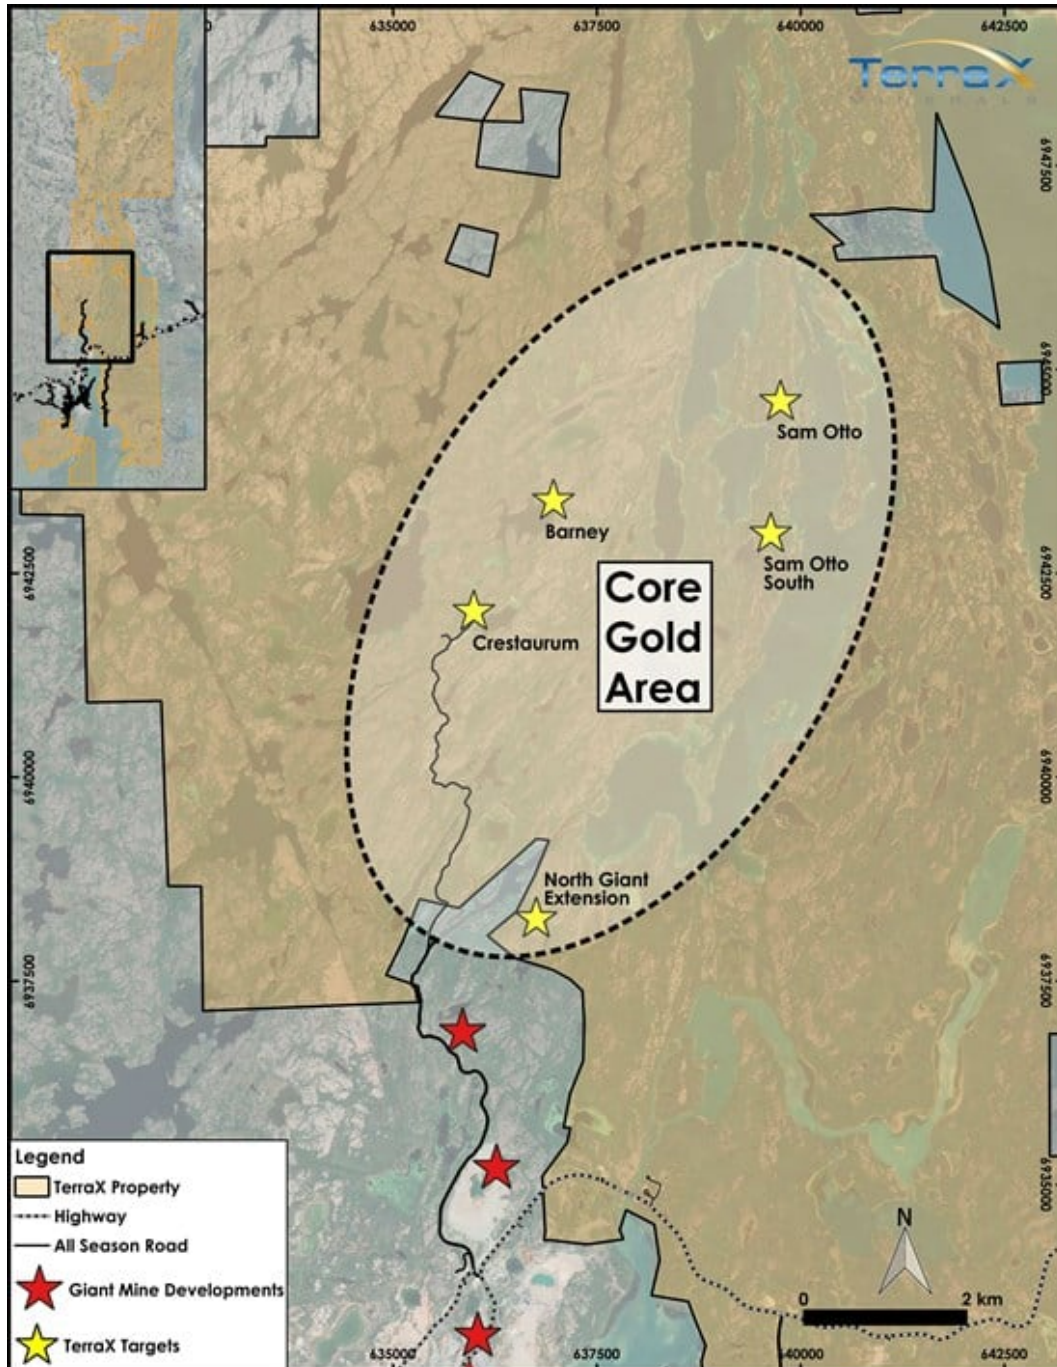 635000
637500
640000
642500
TerraX
MINERALS
6947500
6945000
Sam Otto
Barney
Sam Otto
South
6942500
6942500
Core
Gold
Area
Crestaurum
6940000
6940000
North Giant
Extension
6937500
6937500
Legend
TerraX Property
Highway
All Season Road
Giant Mine Developments
TerraX Targets
6935000
N
0
2 km
635000
637500
640000
642500